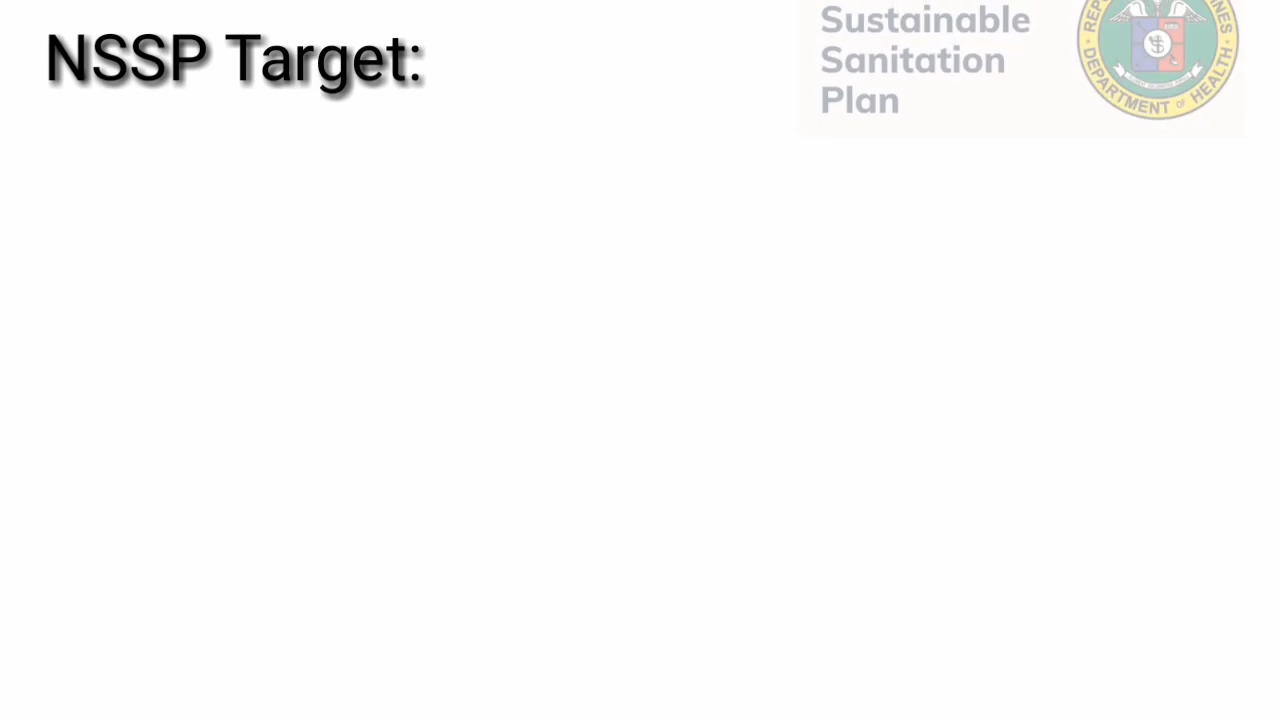 NSSP Target:
Sustainable
Sanitation
Plan
DEPARTMENT OF HEALTH